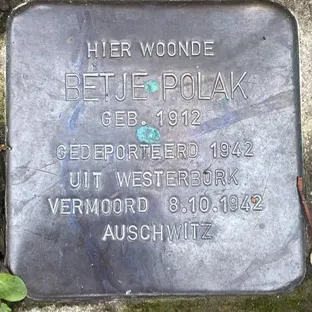 HIER WOONDE
BETJE POLAK
GEB. 1912
GEDEPORTEERD 1942
UIT WESTERBORK
VERMOORD 8.10.1942
AUSCHWITZ